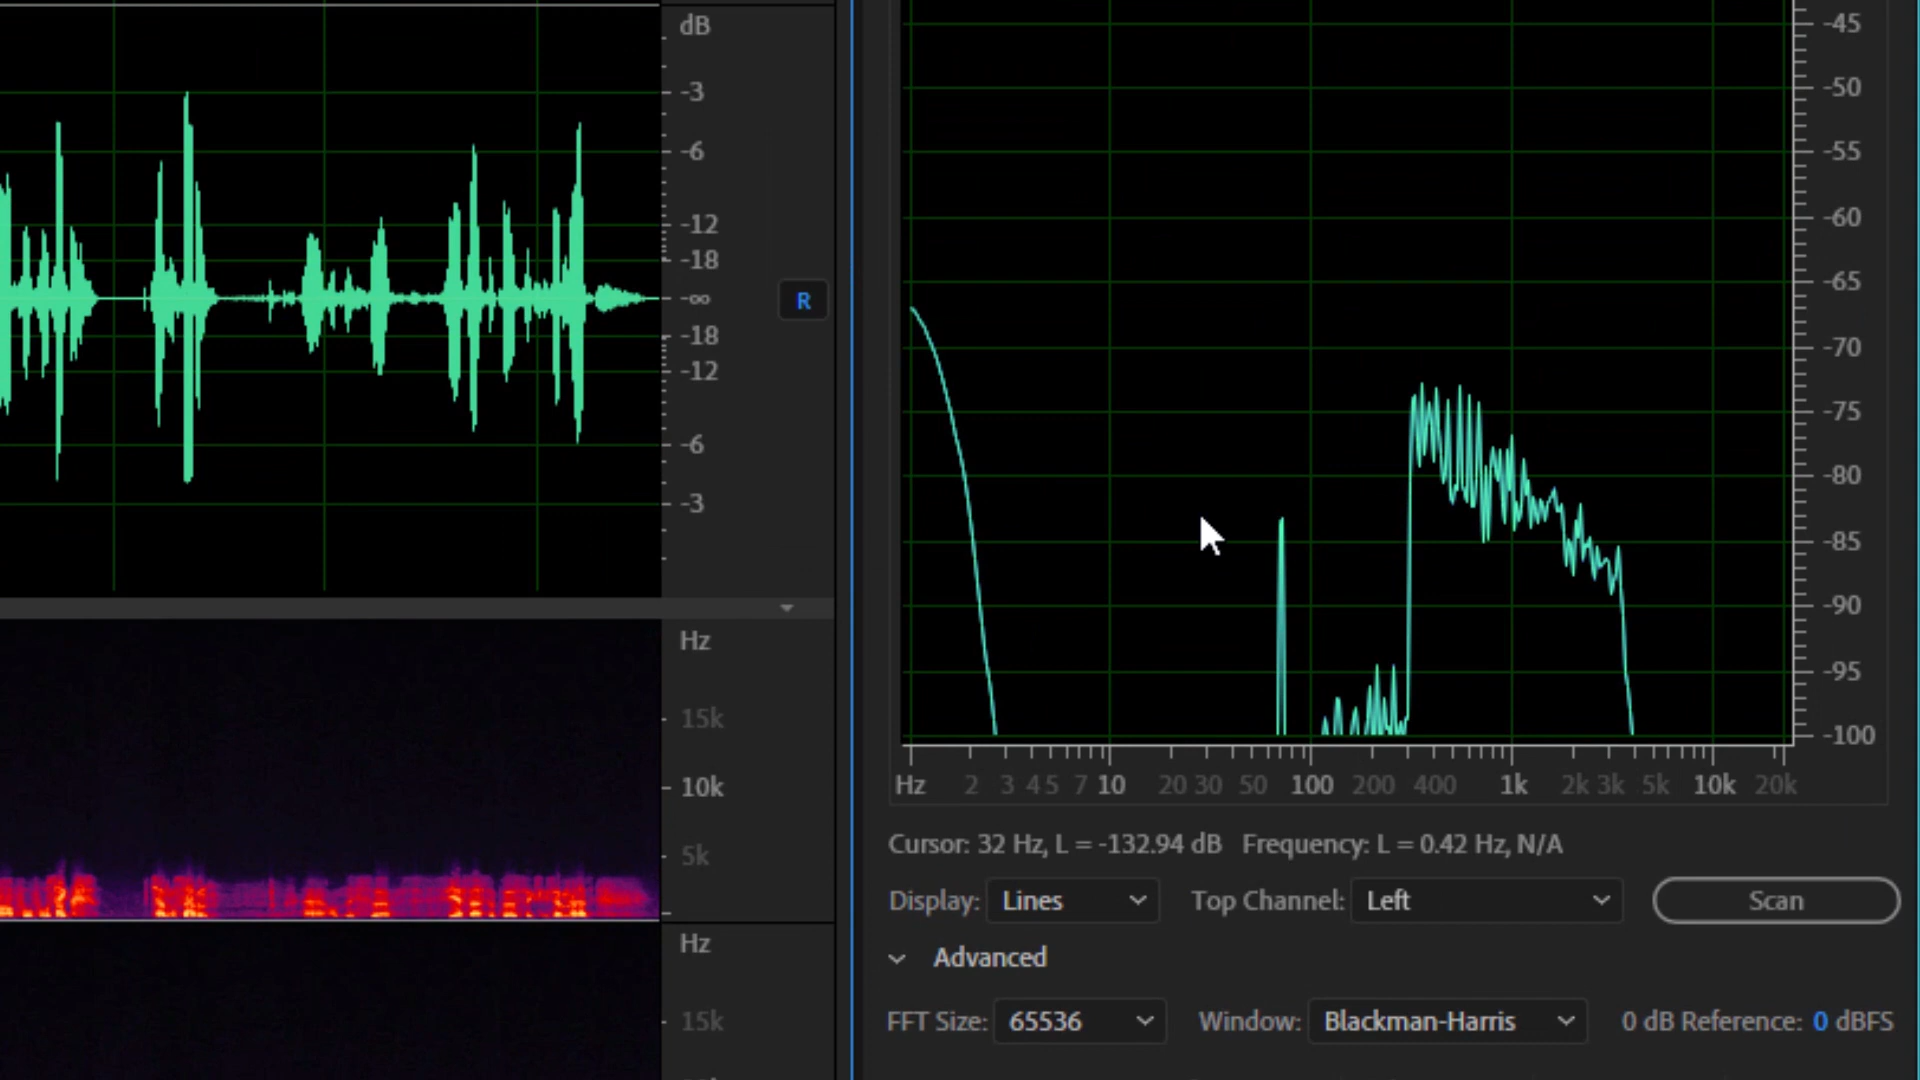 dB
-3
-6
-12
-18
-∞
-18
-12
-6
-3
R
Hz
15k
10k
5k
Hz
15k
-45
-50
-55
-60
-65
-70
-75
-80
-85
-90
-95
-100
Hz 2 3 4 5 7 10 20 30 50 100 200 400 1k 2k 3k 5k 10k 20k
Cursor: 32 Hz, L = -132.94 dB Frequency: L = 0.42 Hz, N/A
Display: Lines Top Channel: Left Scan
Advanced
FFT Size: 65536 Window: Blackman-Harris 0 dB Reference: 0 dBFS